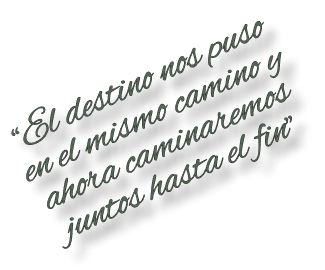 “El destino nos puso
en el mismo camino y
ahora caminaremos
juntos hasta el fin”